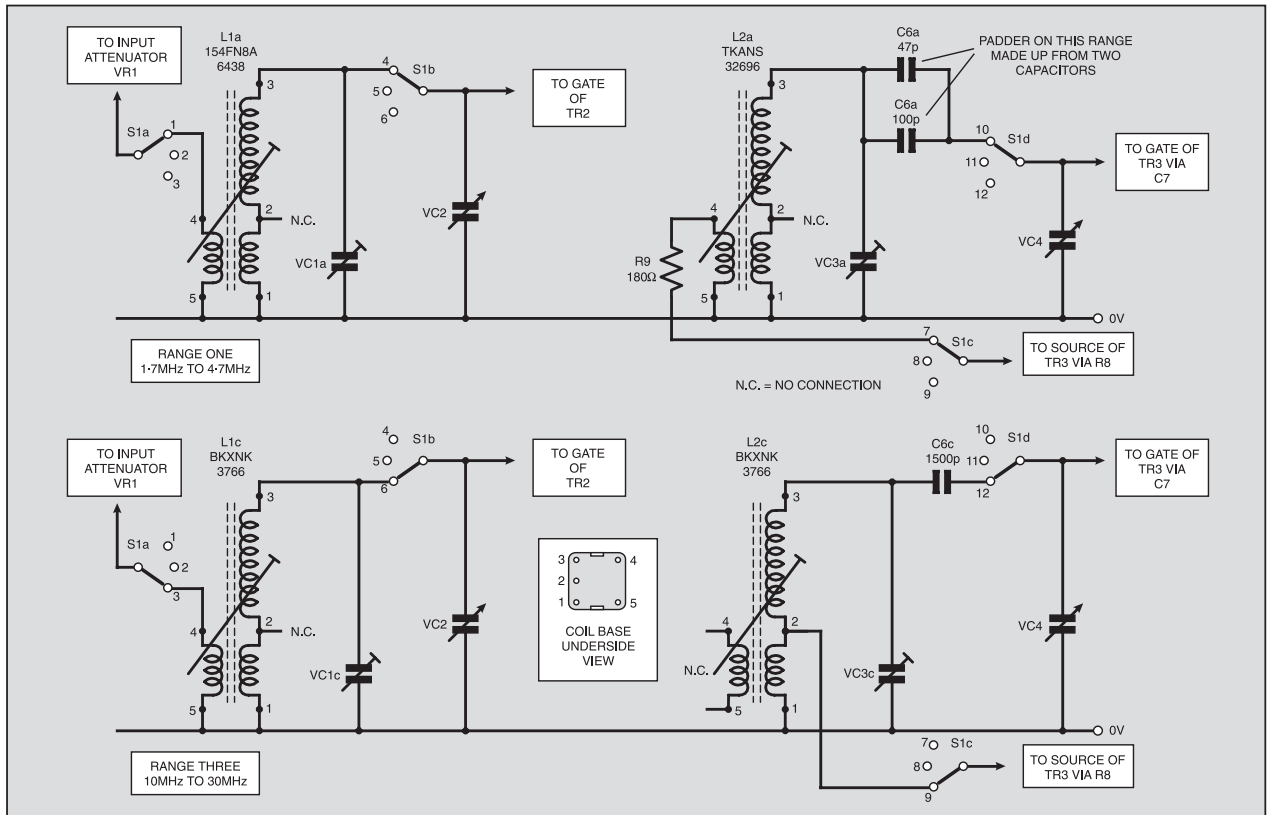 TO INPUT
ATTENUATOR
VR1
S1a
1
2
3
L1a
154FN8A
6438
3
4
2
N.C.
5
1
VC1a
4
S1b
5
6
VC2
TO GATE
OF
TR2
L2a
TKANS
32696
3
4
2
N.C.
R9
180Ω
5
1
C6a
47p
C6a
100p
PADDER ON THIS RANGE
MADE UP FROM TWO
CAPACITORS
10
S1d
11
12
TO GATE OF
TR3 VIA
C7
VC3a
VC4
0V
RANGE ONE
1·7MHz TO 4·7MHz
7
S1c
8
9
TO SOURCE OF
TR3 VIA R8
N.C. = NO CONNECTION
TO INPUT
ATTENUATOR
VR1
S1a
1
2
3
L1c
BKXNK
3766
3
4
2
N.C.
5
1
VC1c
4
S1b
5
6
VC2
TO GATE
OF
TR2
3
4
2
1
5
COIL BASE
UNDERSIDE
VIEW
L2c
BKXNK
3766
3
4
2
N.C.
5
1
C6c
1500p
10
S1d
11
12
TO GATE OF
TR3 VIA
C7
VC3c
VC4
0V
RANGE THREE
10MHz TO 30MHz
7
S1c
8
9
TO SOURCE OF
TR3 VIA R8